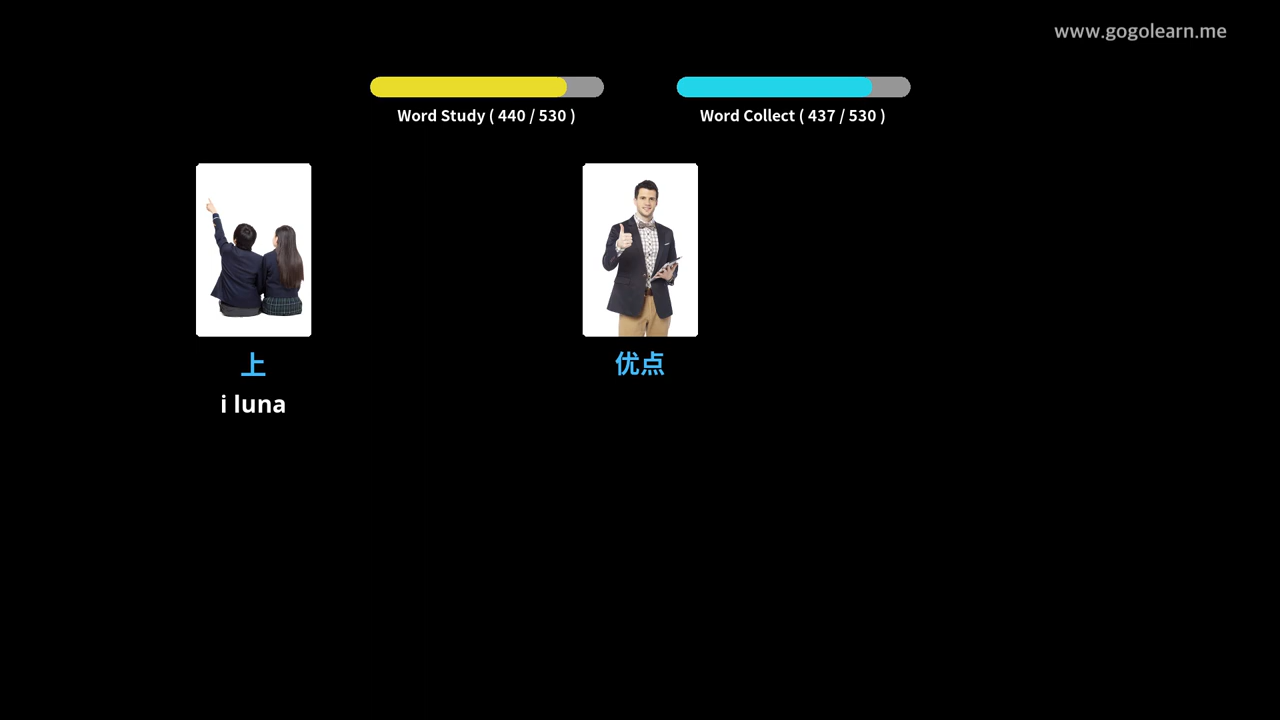 www.gogolearn.me
Word Study ( 440 / 530 )
Word Collect ( 437 / 530 )
上
i luna
优点